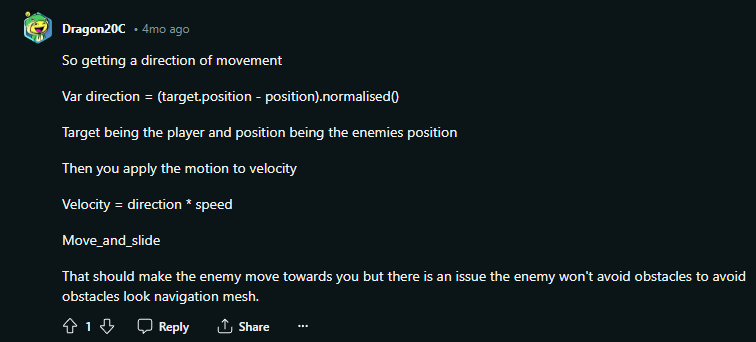 Dragon20C • 4mo ago
So getting a direction of movement
Var direction = (target.position - position).normalised()
Target being the player and position being the enemies position
Then you apply the motion to velocity
Velocity = direction * speed
Move_and_slide
That should make the enemy move towards you but there is an issue the enemy won't avoid obstacles to avoid
obstacles look navigation mesh.
1 Reply Share ...